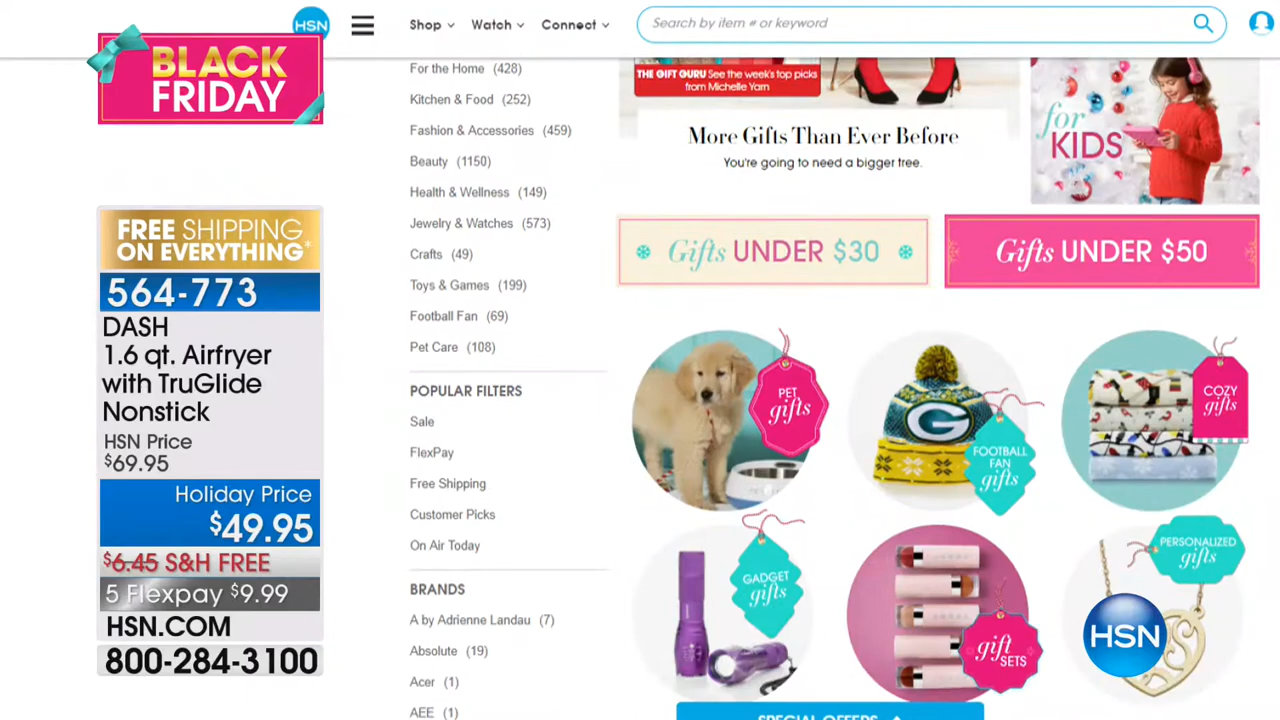 HSN
Shop
Watch
Connect
Search by item # or keyword
BLACK
FRIDAY
FREE SHIPPING
ON EVERYTHING*
564-773
DASH
1.6 qt. Airfryer
with TruGlide
Nonstick
HSN Price
$69.95
Holiday Price
$49.95
$6.45 S&H FREE
5 Flexpay $9.99
HSN.COM
800-284-3100
For the Home (428)
Kitchen & Food (252)
Fashion & Accessories (459)
Beauty (1150)
Health & Wellness (149)
Jewelry & Watches (573)
Crafts (49)
Toys & Games (199)
Football Fan (69)
Pet Care (108)
POPULAR FILTERS
Sale
FlexPay
Free Shipping
Customer Picks
On Air Today
BRANDS
A by Adrienne Landau (7)
Absolute (19)
Acer (1)
AEE (1)
THE GIFT GURU See the week's top picks
from Michelle Yarn
More Gifts Than Ever Before
You're going to need a bigger tree.
for
KIDS
Gifts UNDER $30
Gifts UNDER $50
PET
gifts
G
FOOTBALL
FAN
gifts
COZY
gifts
GADGET
gifts
gift
SETS
PERSONALIZED
gifts
HSN
SPECIAL OFFERS